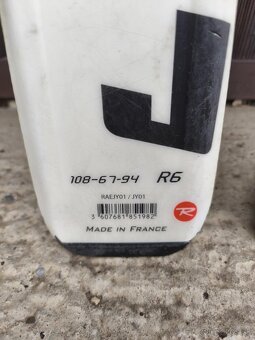 J
108-67-94 R6
RAEJY01 / JY01
3 607681 851982
R
MADE IN FRANCE